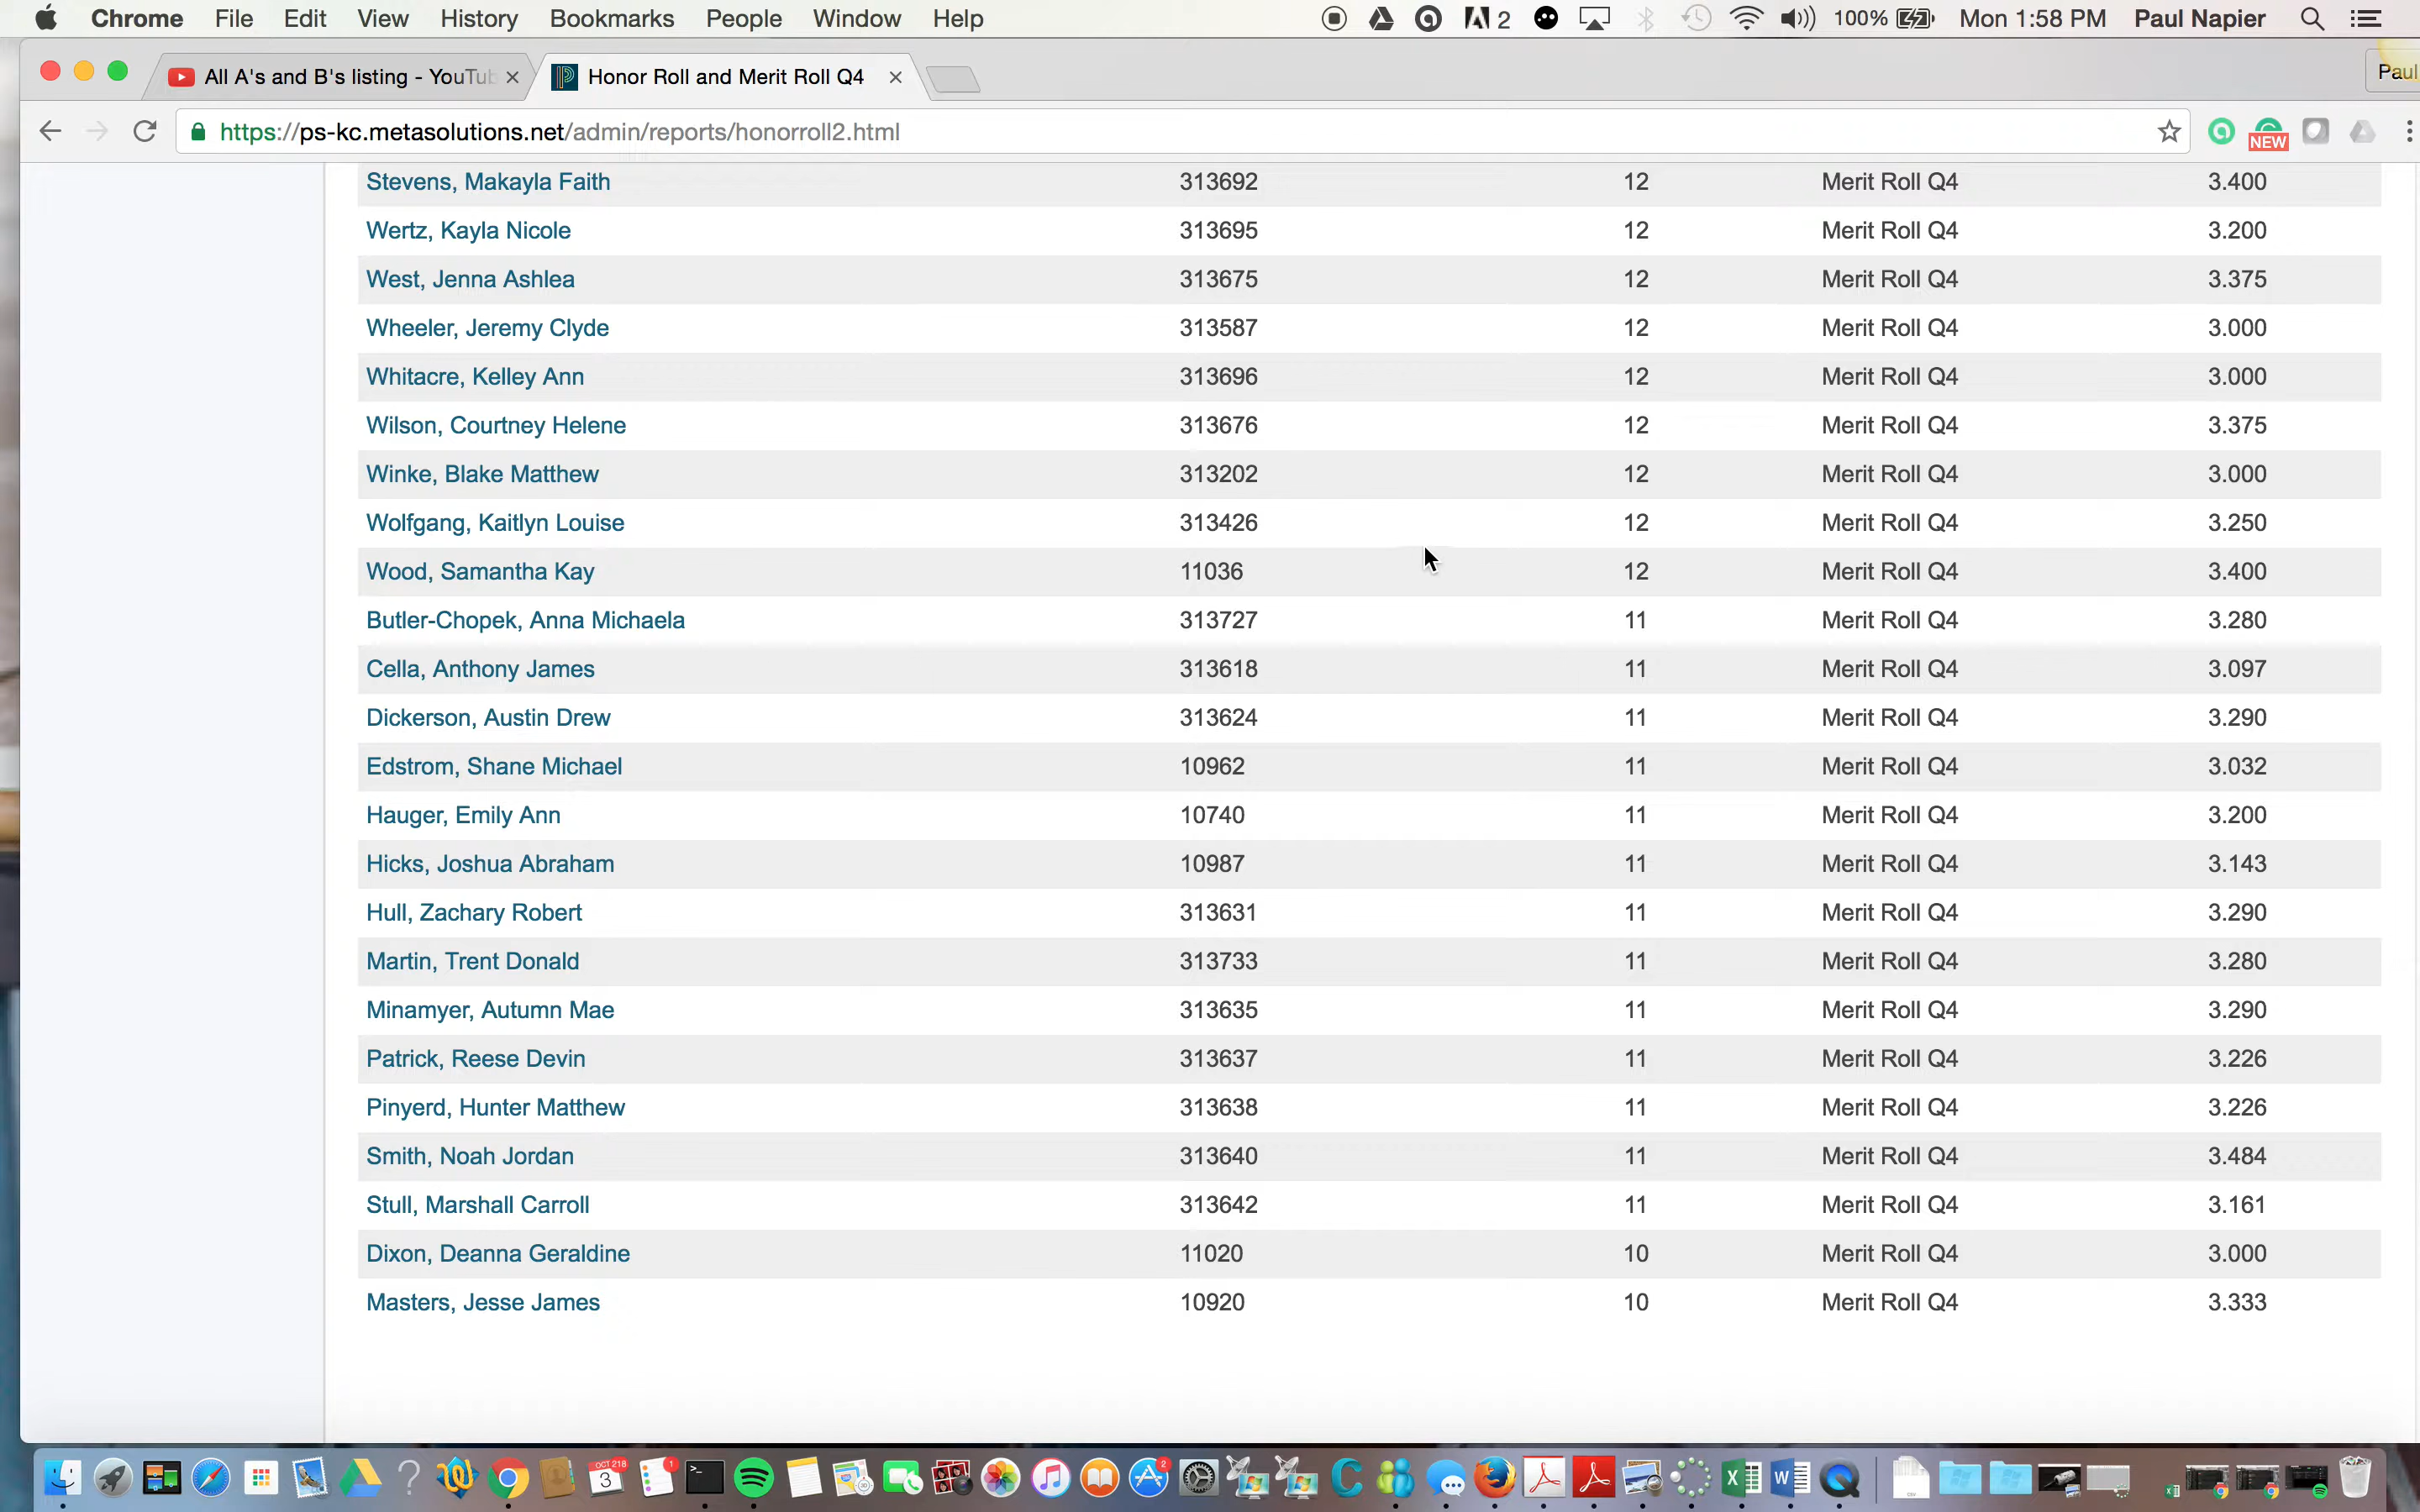 Chrome File Edit View History Bookmarks People Window Help 2 100% Mon 1:58 PM Paul Napier
All A's and B's listing - YouTub Honor Roll and Merit Roll Q4 Paul
https://ps-kc.metasolutions.net/admin/reports/honorroll2.html NEW
Stevens, Makayla Faith 313692 12 Merit Roll Q4 3.400
Wertz, Kayla Nicole 313695 12 Merit Roll Q4 3.200
West, Jenna Ashlea 313675 12 Merit Roll Q4 3.375
Wheeler, Jeremy Clyde 313587 12 Merit Roll Q4 3.000
Whitacre, Kelley Ann 313696 12 Merit Roll Q4 3.000
Wilson, Courtney Helene 313676 12 Merit Roll Q4 3.375
Winke, Blake Matthew 313202 12 Merit Roll Q4 3.000
Wolfgang, Kaitlyn Louise 313426 12 Merit Roll Q4 3.250
Wood, Samantha Kay 11036 12 Merit Roll Q4 3.400
Butler-Chopek, Anna Michaela 313727 11 Merit Roll Q4 3.280
Cella, Anthony James 313618 11 Merit Roll Q4 3.097
Dickerson, Austin Drew 313624 11 Merit Roll Q4 3.290
Edstrom, Shane Michael 10962 11 Merit Roll Q4 3.032
Hauger, Emily Ann 10740 11 Merit Roll Q4 3.200
Hicks, Joshua Abraham 10987 11 Merit Roll Q4 3.143
Hull, Zachary Robert 313631 11 Merit Roll Q4 3.290
Martin, Trent Donald 313733 11 Merit Roll Q4 3.280
Minamyer, Autumn Mae 313635 11 Merit Roll Q4 3.290
Patrick, Reese Devin 313637 11 Merit Roll Q4 3.226
Pinyerd, Hunter Matthew 313638 11 Merit Roll Q4 3.226
Smith, Noah Jordan 313640 11 Merit Roll Q4 3.484
Stull, Marshall Carroll 313642 11 Merit Roll Q4 3.161
Dixon, Deanna Geraldine 11020 10 Merit Roll Q4 3.000
Masters, Jesse James 10920 10 Merit Roll Q4 3.333
OCT 218 1 2
3